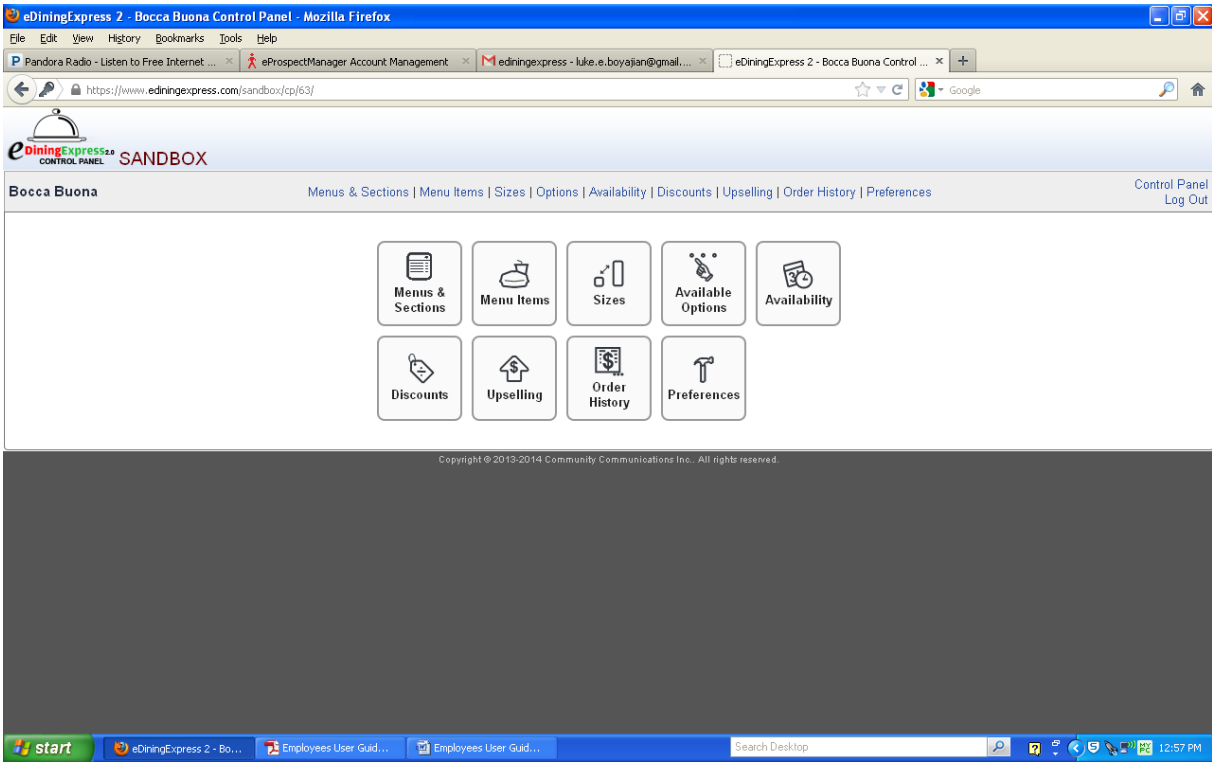 eDiningExpress 2 - Bocca Buona Control Panel - Mozilla Firefox
File Edit View History Bookmarks Tools Help
Pandora Radio - Listen to Free Internet ... eProspectManager Account Management ediningexpress - luke.e.boyajian@gmail.... eDiningExpress 2 - Bocca Buona Control ...
https://www.ediningexpress.com/sandbox/cp/63/ Google
eDiningExpress 2.0
CONTROL PANEL SANDBOX
Bocca Buona Menus & Sections | Menu Items | Sizes | Options | Availability | Discounts | Upselling | Order History | Preferences Control Panel
Log Out
Menus &
Sections
Menu Items
Sizes
Available
Options
Availability
Discounts
Upselling
Order
History
Preferences
Copyright © 2013-2014 Community Communications Inc.. All rights reserved.
start eDiningExpress 2 - Bo... Employees User Guid... Employees User Guid... Search Desktop 12:57 PM